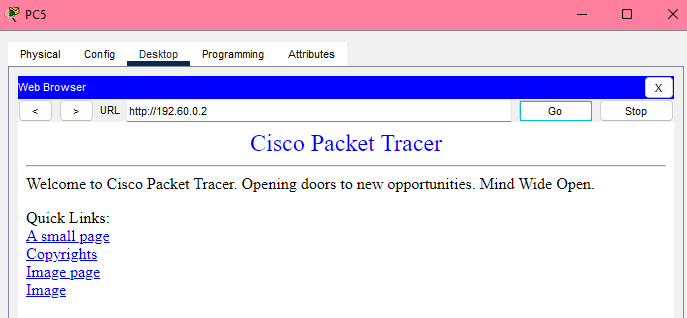 PC5
Physical Config Desktop Programming Attributes
Web Browser X
< > URL http://192.60.0.2 Go Stop
Cisco Packet Tracer
Welcome to Cisco Packet Tracer. Opening doors to new opportunities. Mind Wide Open.
Quick Links:
A small page
Copyrights
Image page
Image